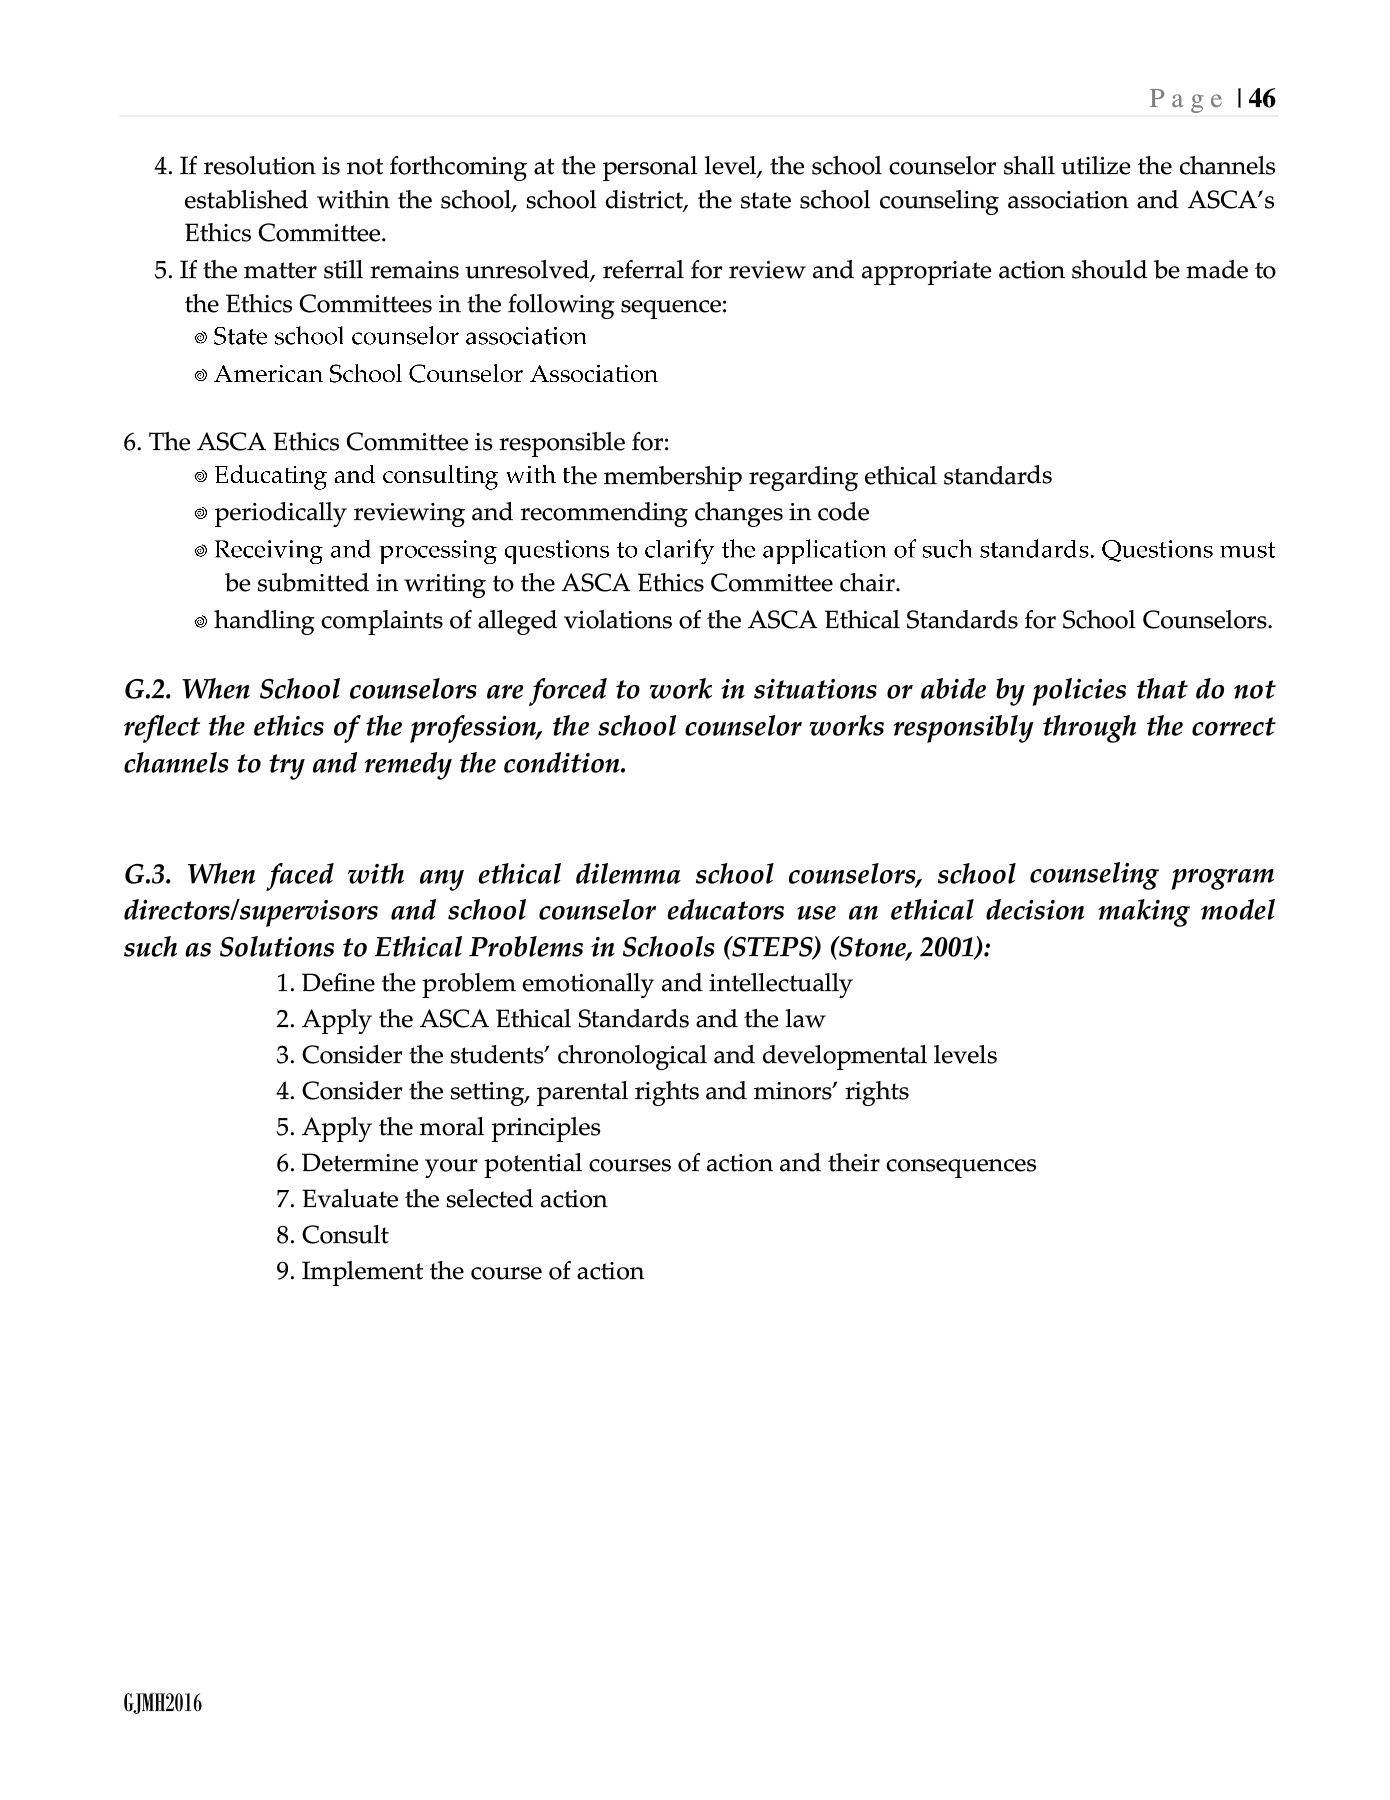 Page | 46
4. If resolution is not forthcoming at the personal level, the school counselor shall utilize the channels
established within the school, school district, the state school counseling association and ASCA’s
Ethics Committee.
5. If the matter still remains unresolved, referral for review and appropriate action should be made to
the Ethics Committees in the following sequence:
๏ State school counselor association
๏ American School Counselor Association
6. The ASCA Ethics Committee is responsible for:
๏ Educating and consulting with the membership regarding ethical standards
๏ periodically reviewing and recommending changes in code
๏ Receiving and processing questions to clarify the application of such standards. Questions must
be submitted in writing to the ASCA Ethics Committee chair.
๏ handling complaints of alleged violations of the ASCA Ethical Standards for School Counselors.
G.2. When School counselors are forced to work in situations or abide by policies that do not
reflect the ethics of the profession, the school counselor works responsibly through the correct
channels to try and remedy the condition.
G.3. When faced with any ethical dilemma school counselors, school counseling program
directors/supervisors and school counselor educators use an ethical decision making model
such as Solutions to Ethical Problems in Schools (STEPS) (Stone, 2001):
1. Define the problem emotionally and intellectually
2. Apply the ASCA Ethical Standards and the law
3. Consider the students’ chronological and developmental levels
4. Consider the setting, parental rights and minors’ rights
5. Apply the moral principles
6. Determine your potential courses of action and their consequences
7. Evaluate the selected action
8. Consult
9. Implement the course of action
GJMH2016